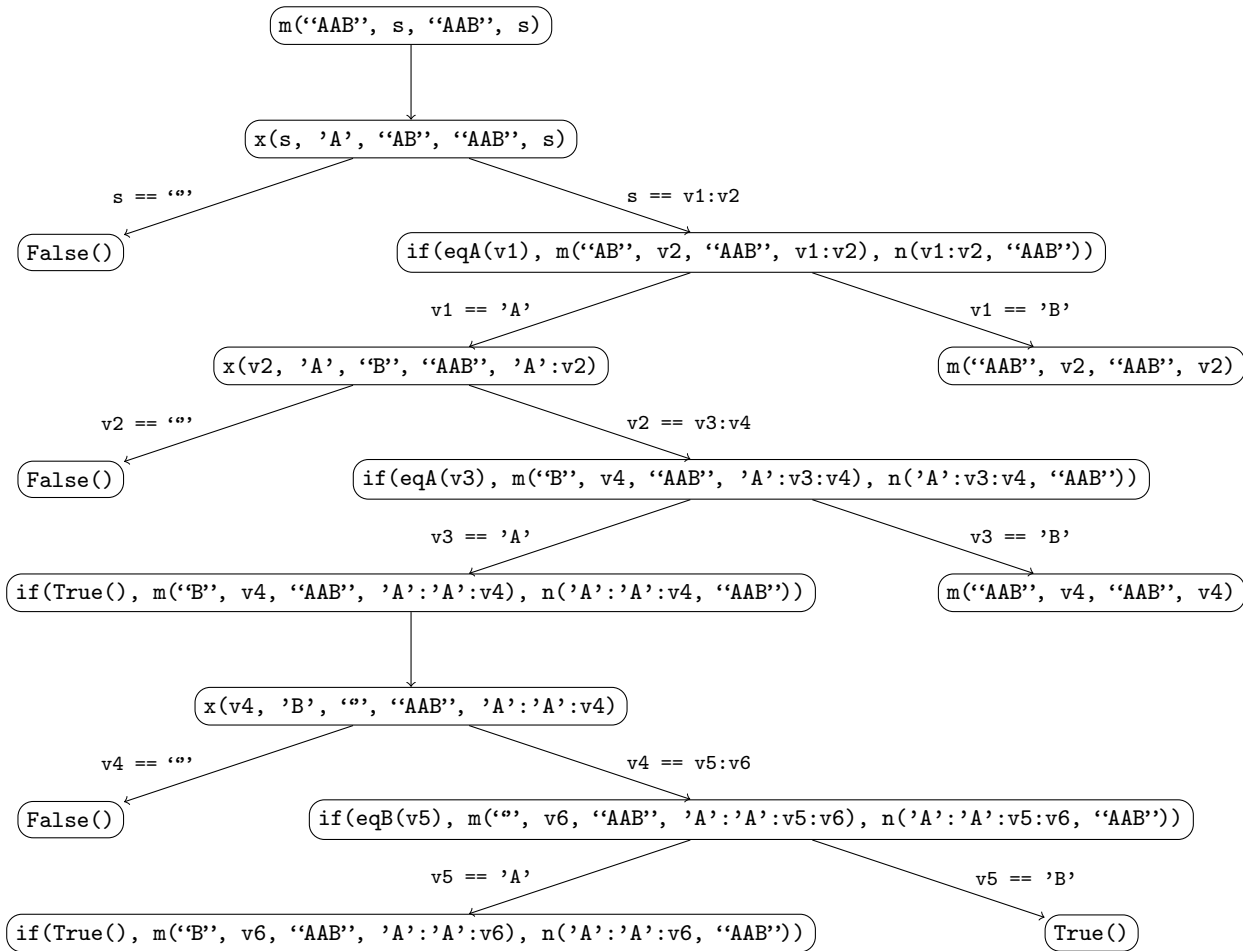 m(“AAB”, s, “AAB”, s)
x(s, ’A’, “AB”, “AAB”, s)
s == “”
s == v1:v2
False()
if(eqA(v1), m(“AB”, v2, “AAB”, v1:v2), n(v1:v2, “AAB”))
v1 == ’A’
v1 == ’B’
x(v2, ’A’, “B”, “AAB”, ’A’:v2)
m(“AAB”, v2, “AAB”, v2)
v2 == “”
v2 == v3:v4
False()
if(eqA(v3), m(“B”, v4, “AAB”, ’A’:v3:v4), n(’A’:v3:v4, “AAB”))
v3 == ’A’
v3 == ’B’
if(True(), m(“B”, v4, “AAB”, ’A’:’A’:v4), n(’A’:’A’:v4, “AAB”))
m(“AAB”, v4, “AAB”, v4)
x(v4, ’B’, “”, “AAB”, ’A’:’A’:v4)
v4 == “”
v4 == v5:v6
False()
if(eqB(v5), m(“”, v6, “AAB”, ’A’:’A’:v5:v6), n(’A’:’A’:v5:v6, “AAB”))
v5 == ’A’
v5 == ’B’
if(True(), m(“B”, v6, “AAB”, ’A’:’A’:v6), n(’A’:’A’:v6, “AAB”))
True()